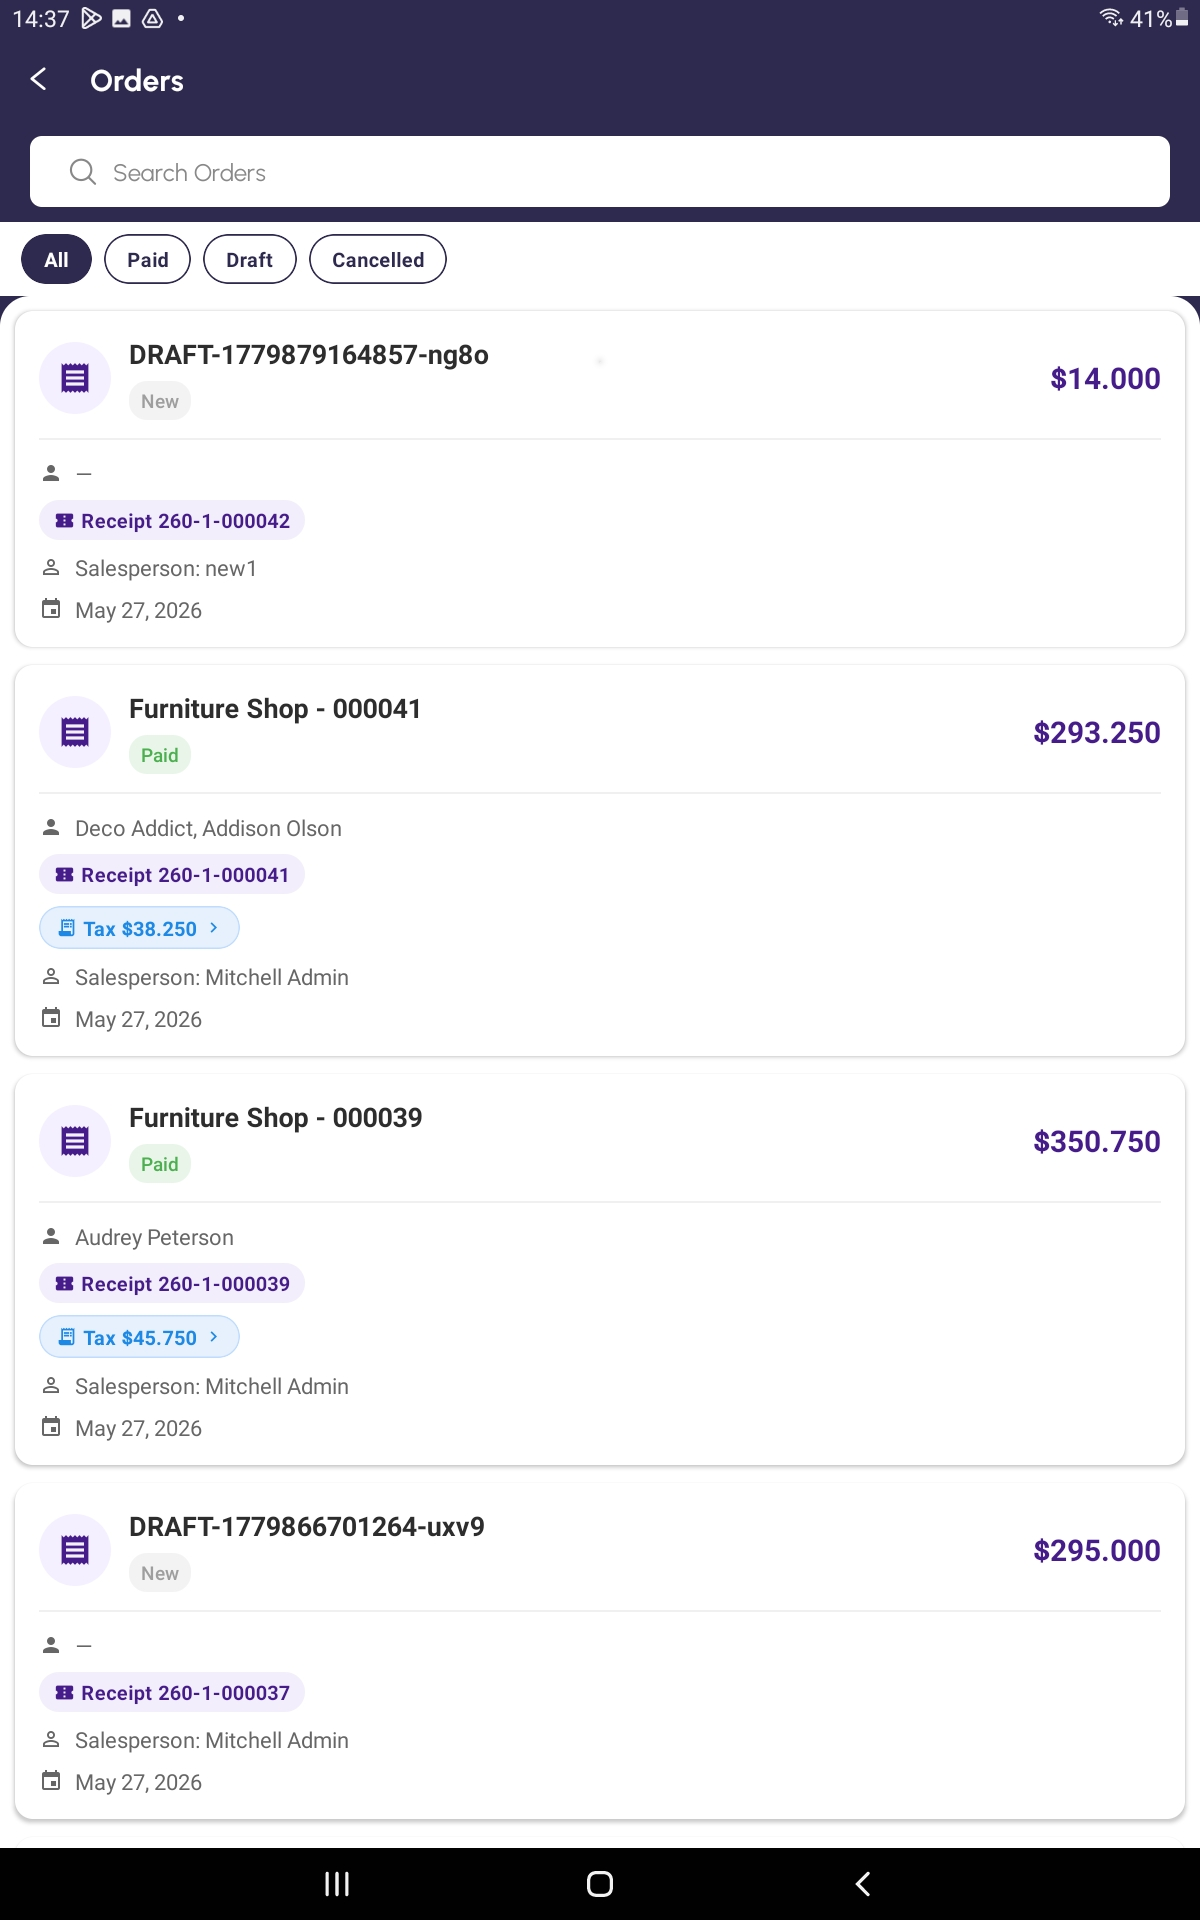 14:37
41%
Orders
Search Orders
All
Paid
Draft
Cancelled
DRAFT-1779879164857-ng8o
New
$14.000
—
Receipt 260-1-000042
Salesperson: new1
May 27, 2026
Furniture Shop - 000041
Paid
$293.250
Deco Addict, Addison Olson
Receipt 260-1-000041
Tax $38.250
Salesperson: Mitchell Admin
May 27, 2026
Furniture Shop - 000039
Paid
$350.750
Audrey Peterson
Receipt 260-1-000039
Tax $45.750
Salesperson: Mitchell Admin
May 27, 2026
DRAFT-1779866701264-uxv9
New
$295.000
—
Receipt 260-1-000037
Salesperson: Mitchell Admin
May 27, 2026